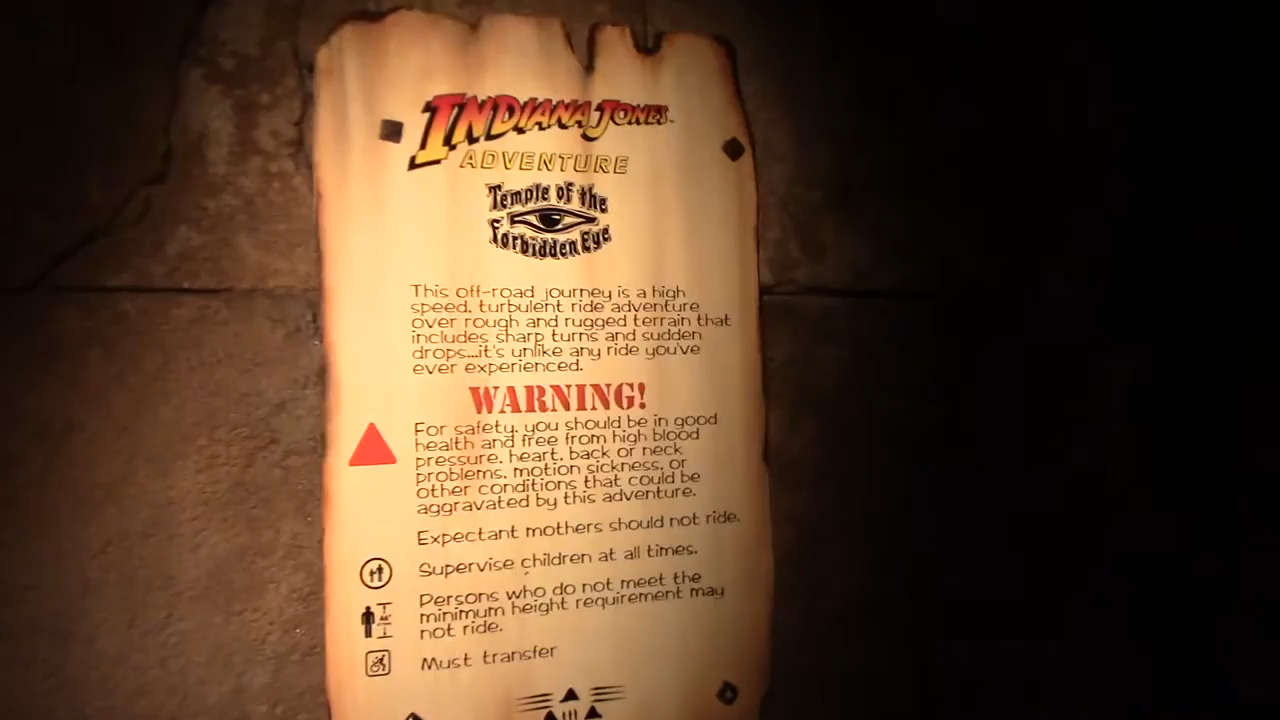 INDIANA JONES
ADVENTURE
Temple of the
Forbidden Eye
This off-road journey is a high
speed, turbulent ride adventure
over rough and rugged terrain that
includes sharp turns and sudden
drops...it's unlike any ride you've
ever experienced.
WARNING!
For safety, you should be in good
health and free from high blood
pressure, heart, back or neck
problems, motion sickness, or
other conditions that could be
aggravated by this adventure.
Expectant mothers should not ride.
Supervise children at all times.
Persons who do not meet the
minimum height requirement may
not ride.
46"
Must transfer